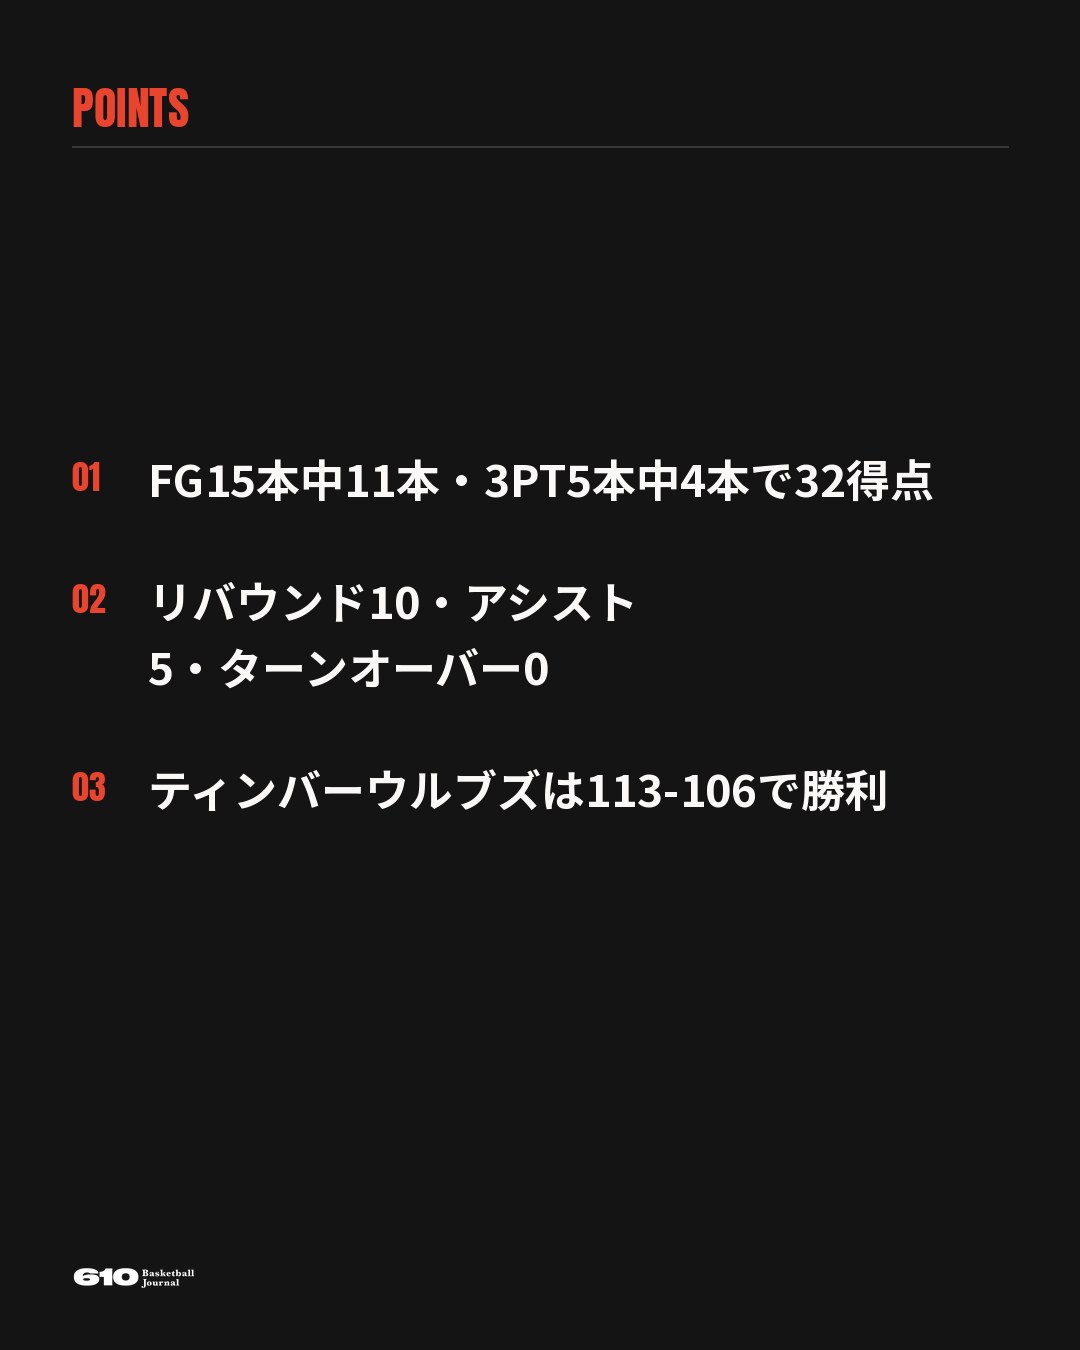 POINTS
01 FG15本中11本・3PT5本中4本で32得点
02 リバウンド10・アシスト
5・ターンオーバー0
03 ティンバーウルブズは113-106で勝利
610 Basketball
Journal